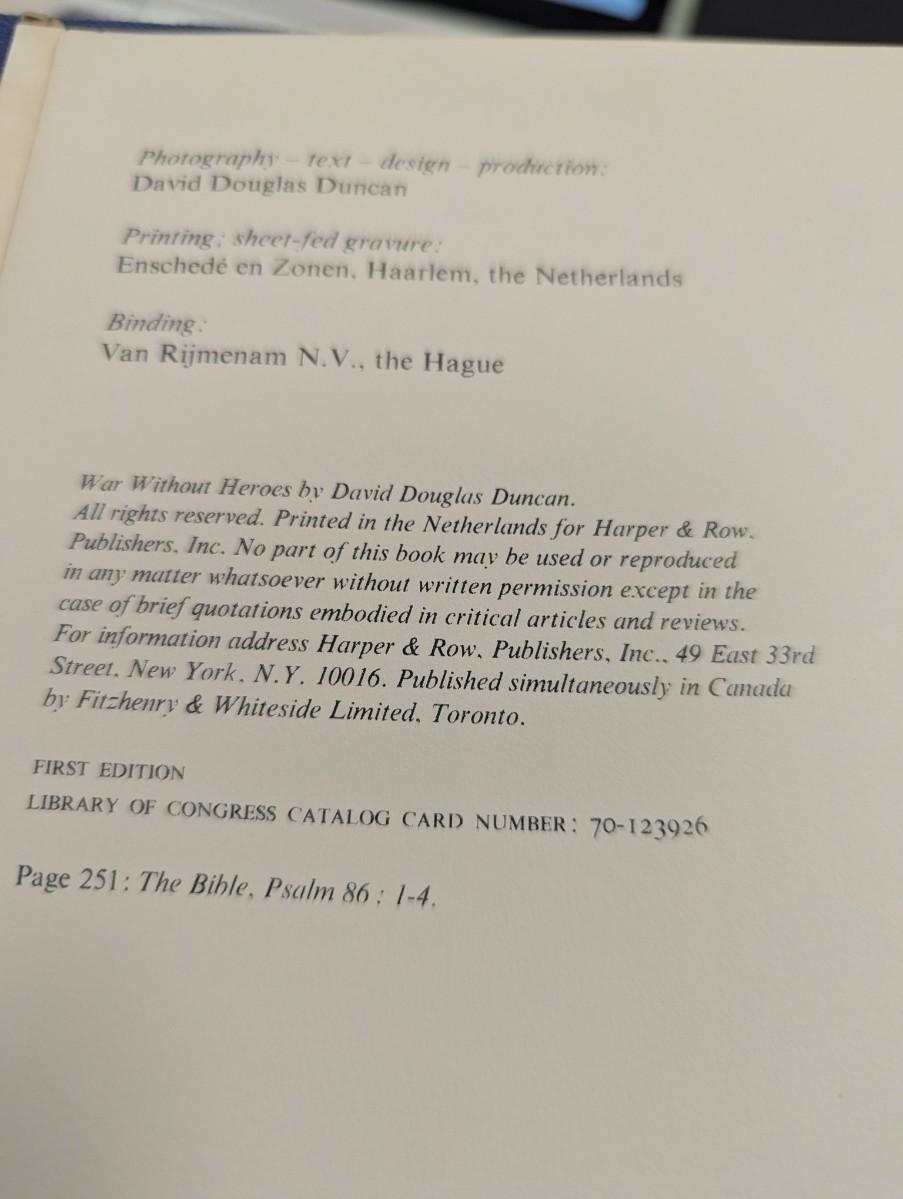 Photography – text – design – production:
David Douglas Duncan
Printing; sheet-fed gravure:
Enschedé en Zonen, Haarlem, the Netherlands
Binding:
Van Rijmenam N.V., the Hague
War Without Heroes by David Douglas Duncan.
All rights reserved. Printed in the Netherlands for Harper & Row,
Publishers, Inc. No part of this book may be used or reproduced
in any matter whatsoever without written permission except in the
case of brief quotations embodied in critical articles and reviews.
For information address Harper & Row, Publishers, Inc., 49 East 33rd
Street, New York, N.Y. 10016. Published simultaneously in Canada
by Fitzhenry & Whiteside Limited, Toronto.
FIRST EDITION
LIBRARY OF CONGRESS CATALOG CARD NUMBER: 70-123926
Page 251: The Bible, Psalm 86 : 1-4.